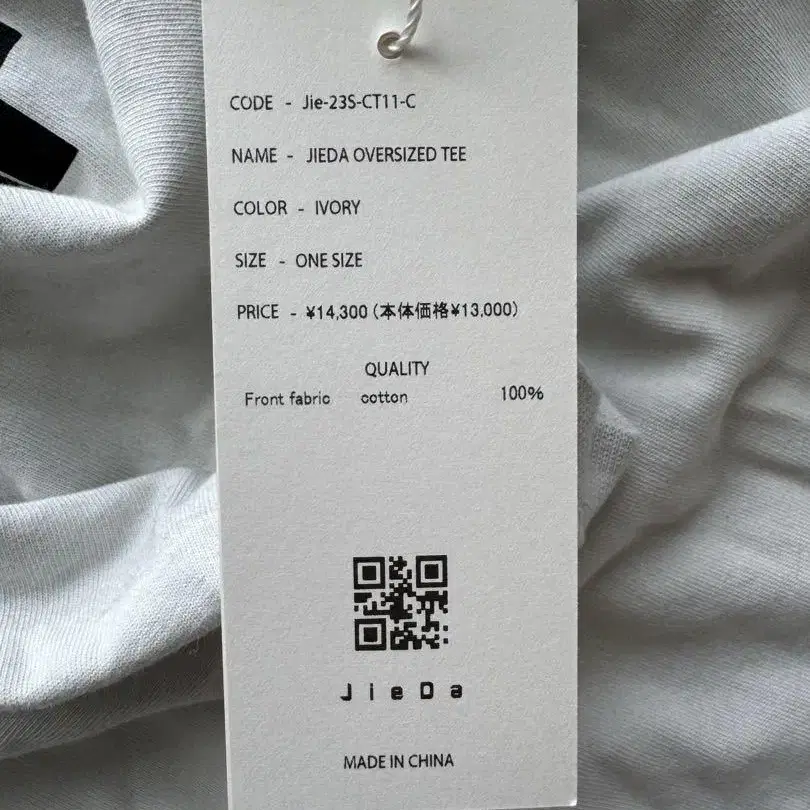 CODE - Jie-23S-CT11-C
NAME - JIEDA OVERSIZED TEE
COLOR - IVORY
SIZE - ONE SIZE
PRICE - ¥14,300(本体価格¥13,000)
QUALITY
Front fabric cotton 100%
JieDa
MADE IN CHINA